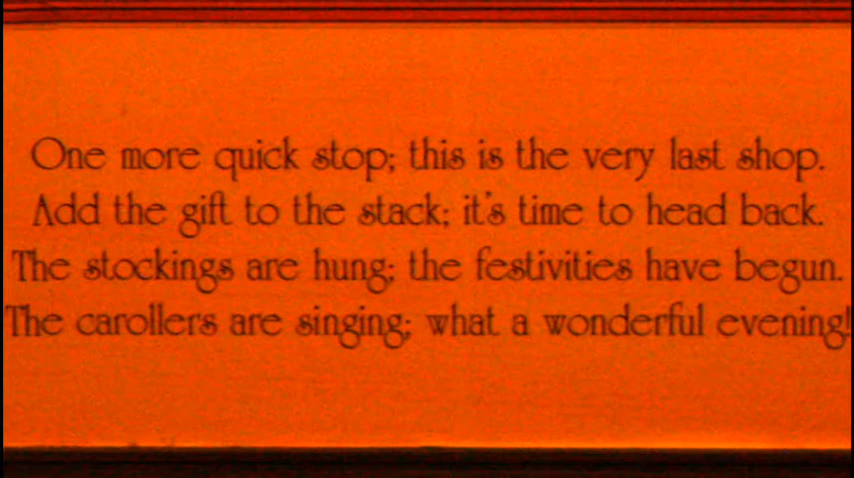 One more quick stop; this is the very last shop.
Add the gift to the stack; it's time to head back.
The stockings are hung; the festivities have begun.
The carollers are singing; what a wonderful evening!